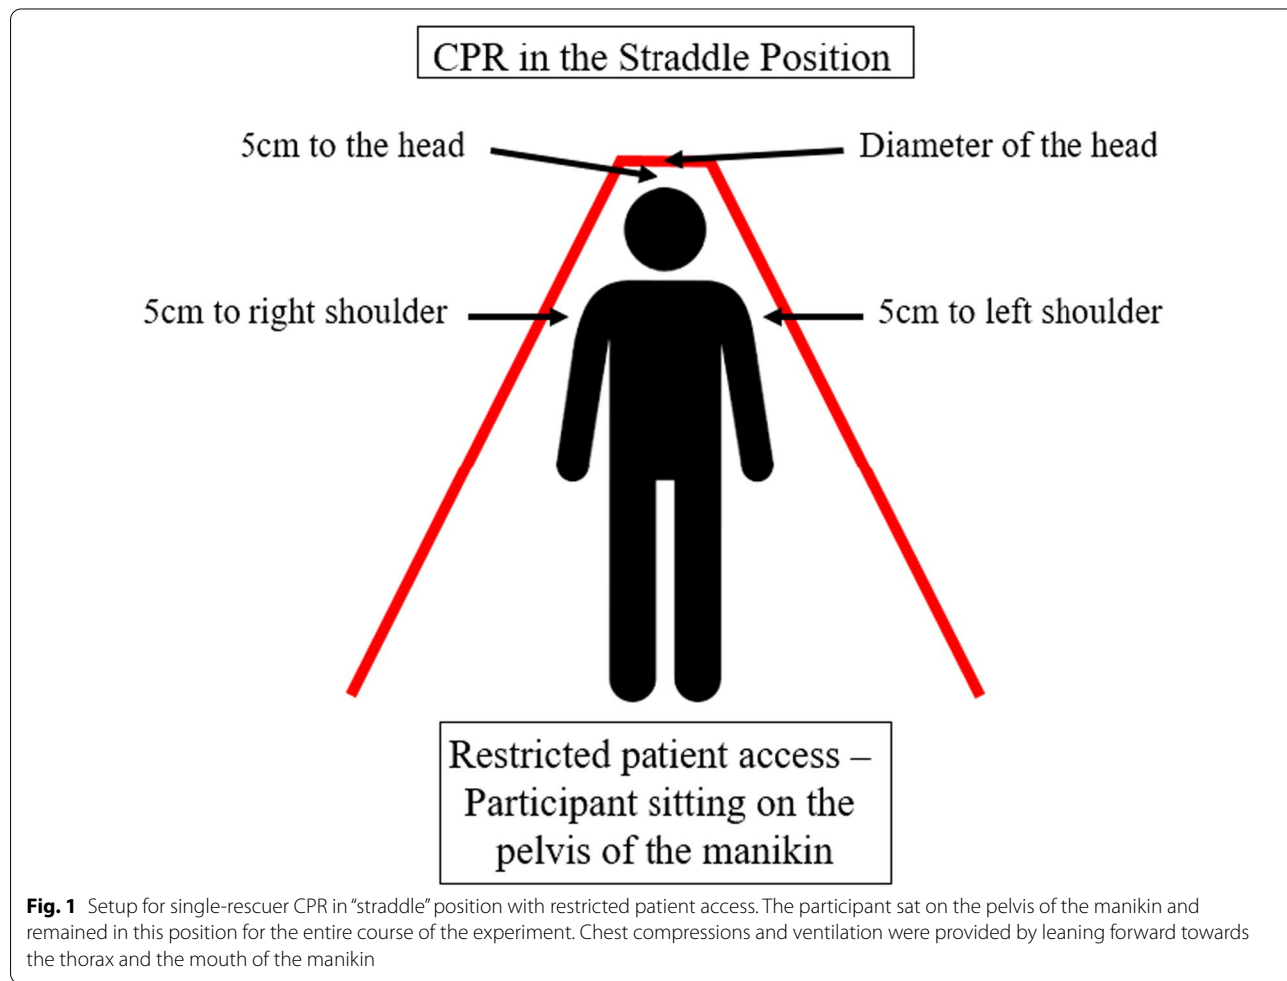 CPR in the Straddle Position
5cm to the head
Diameter of the head
5cm to right shoulder
5cm to left shoulder
Restricted patient access –
Participant sitting on the
pelvis of the manikin
Fig. 1 Setup for single-rescuer CPR in “straddle” position with restricted patient access. The participant sat on the pelvis of the manikin and
remained in this position for the entire course of the experiment. Chest compressions and ventilation were provided by leaning forward towards
the thorax and the mouth of the manikin